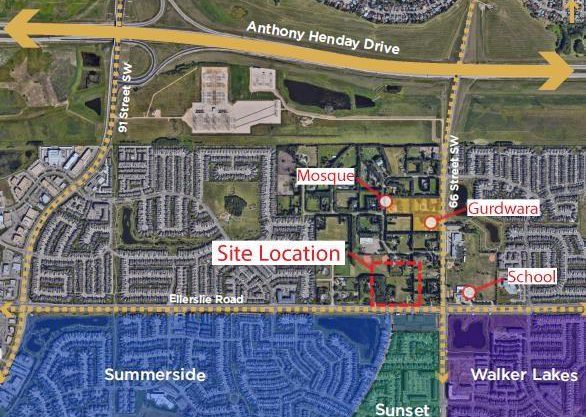 Anthony Henday Drive
91 Street SW
66 Street SW
Mosque
Gurdwara
Site Location
School
Ellerslie Road
Summerside
Walker Lakes
Sunset